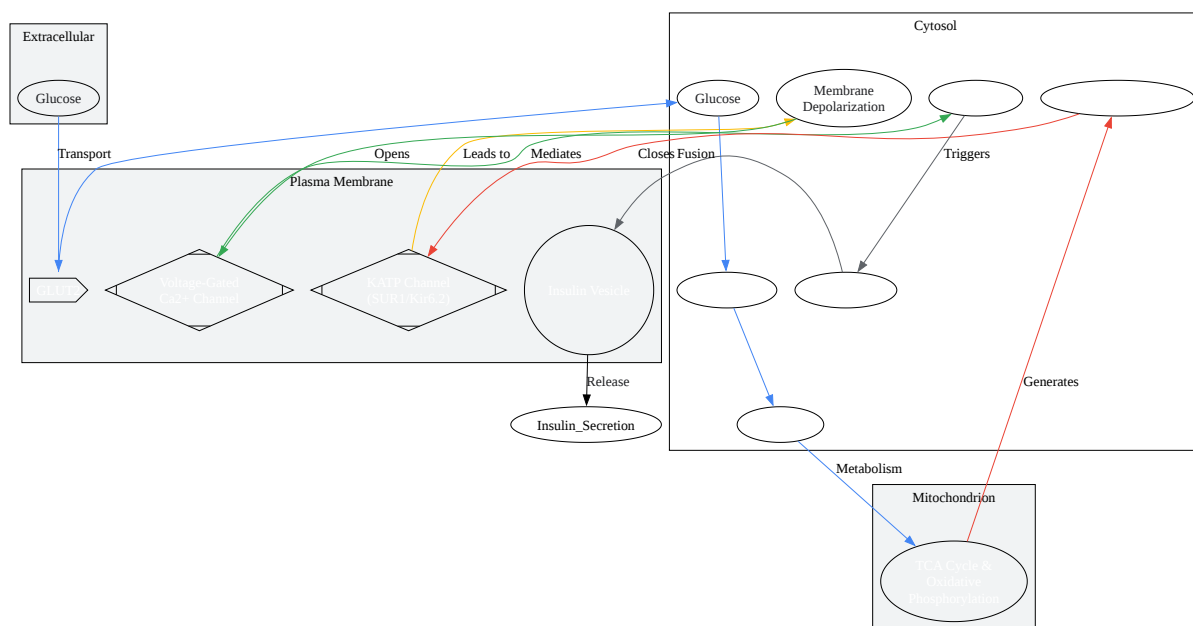 Extracellular
Cytosol
Glucose
Glucose
Membrane
Depolarization
Transport
Opens
Leads to
Mediates
Closes
Fusion
Triggers
Plasma Membrane
GLUT
Voltage-Gated
Ca2+ Channel
KATP Channel
(SUR1/Kir6.2)
Insulin Vesicle
Release
Generates
Insulin_Secretion
Metabolism
Mitochondrion
TCA Cycle &
Oxidative
Phosphorylation